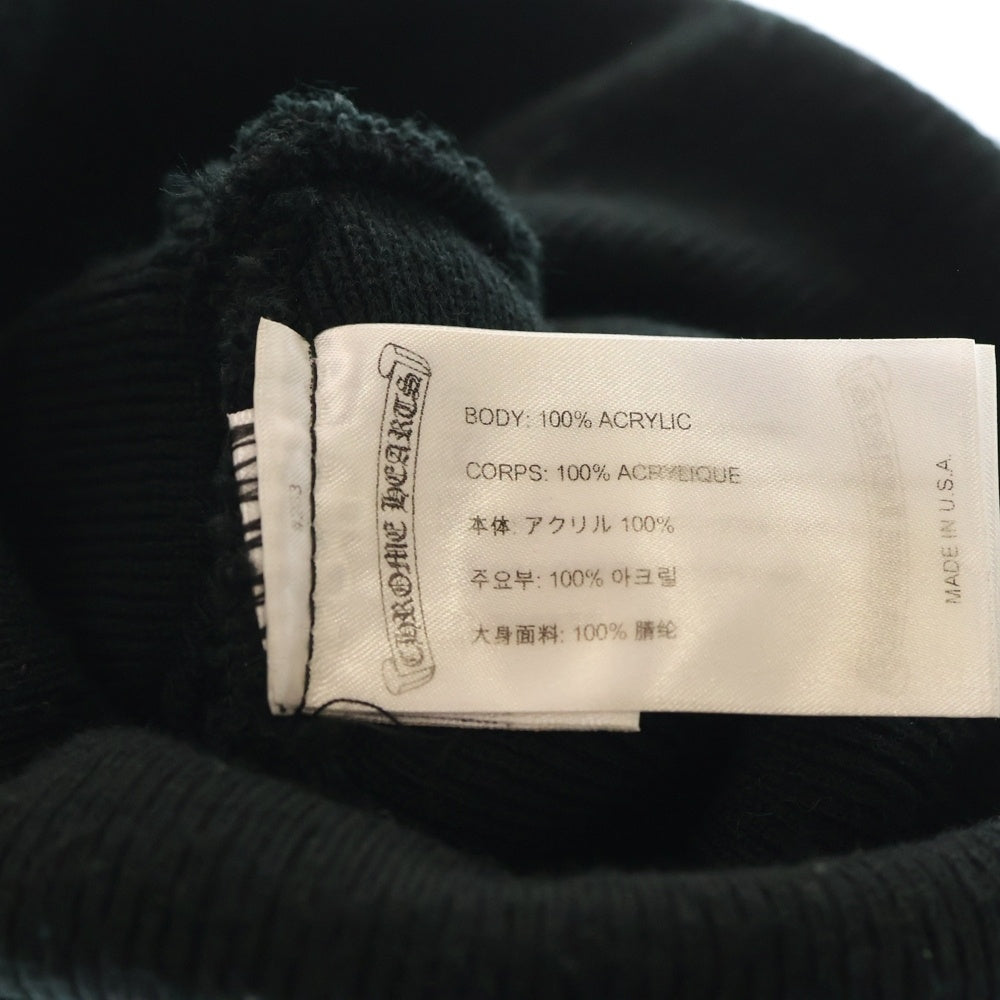 CHROME HEARTS
BODY: 100% ACRYLIC
CORPS: 100% ACRYLIQUE
本体: アクリル 100%
주요부: 100% 아크릴
大身面料: 100% 腈纶
MADE IN U.S.A.